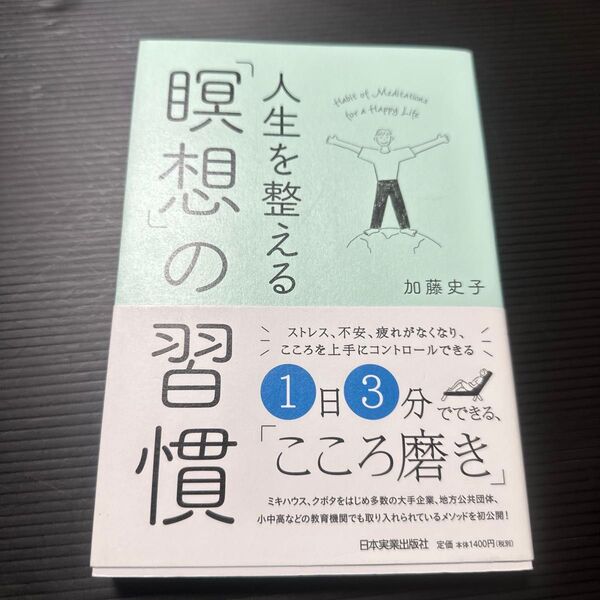 人生を整える
「瞑想」の習慣
Habit of Meditations
for a Happy Life
加藤史子
ストレス、不安、疲れがなくなり、
こころを上手にコントロールできる
1日3分でできる、
「こころ磨き」
ミキハウス、クボタをはじめ多数の大手企業、地方公共団体、
小中高などの教育機関でも取り入れられているメソッドを初公開!
日本実業出版社 定価 本体1400円(税別)